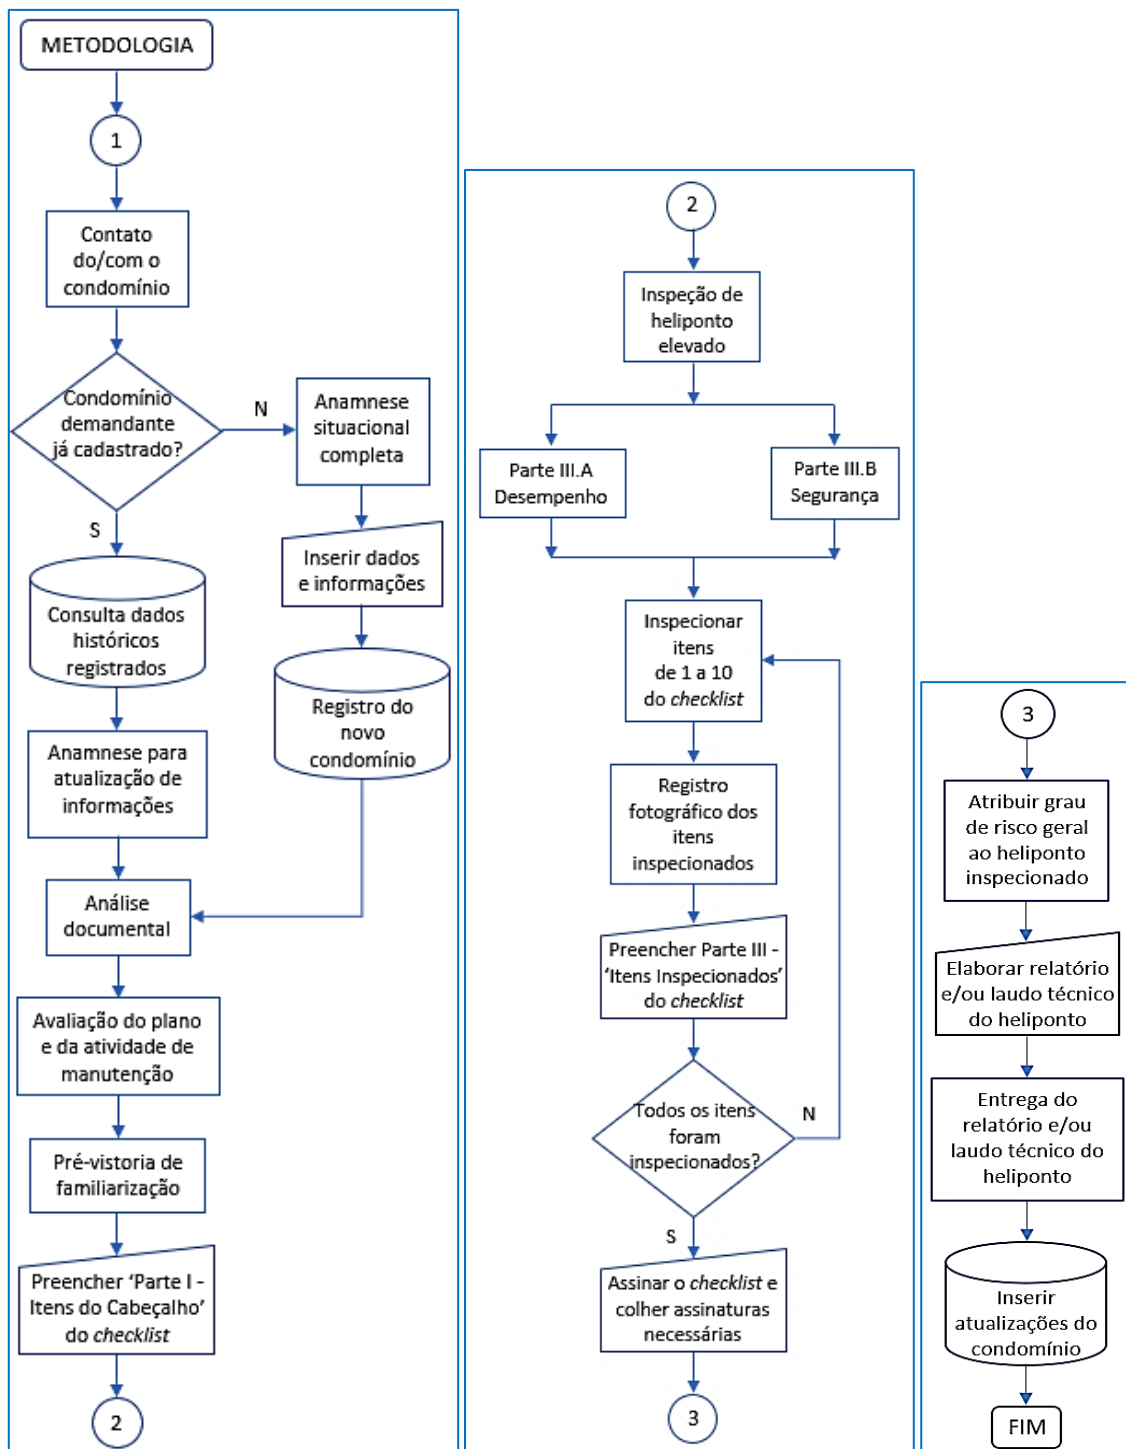 METODOLOGIA
1
Contato
do/com o
condomínio
Condomínio
demandante
já cadastrado?
N
Anamnese
situacional
completa
S
Inserir dados
e informações
Consulta dados
históricos
registrados
Registro do
novo
condomínio
Anamnese para
atualização de
informações
Análise
documental
Avaliação do plano
e da atividade de
manutenção
Pré-vistoria de
familiarização
Preencher ‘Parte I -
Itens do Cabeçalho’
do checklist
2
2
Inspeção de
heliponto
elevado
Parte III.A
Desempenho
Parte III.B
Segurança
Inspecionar
itens
de 1 a 10
do checklist
Registro
fotográfico dos
itens
inspecionados
Preencher Parte III -
‘Itens Inspecionados’
do checklist
Todos os itens
foram
inspecionados?
N
S
Assinar o checklist e
colher assinaturas
necessárias
3
3
Atribuir grau
de risco geral
ao heliponto
inspecionado
Elaborar relatório
e/ou laudo técnico
do heliponto
Entrega do
relatório e/ou
laudo técnico do
heliponto
Inserir
atualizações do
condomínio
FIM